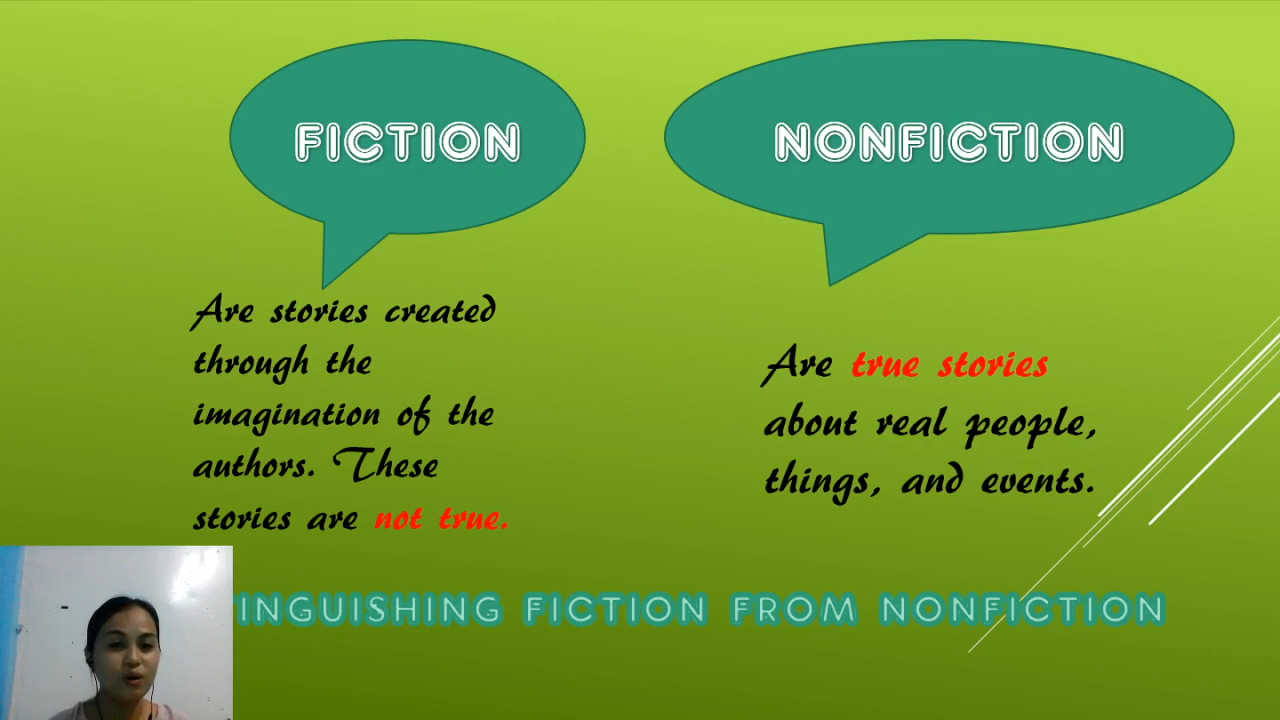 FICTION
Are stories created
through the
imagination of the
authors. These
stories are not true.
NONFICTION
Are true stories
about real people,
things, and events.
TINGUISHING FICTION FROM NONFICTION